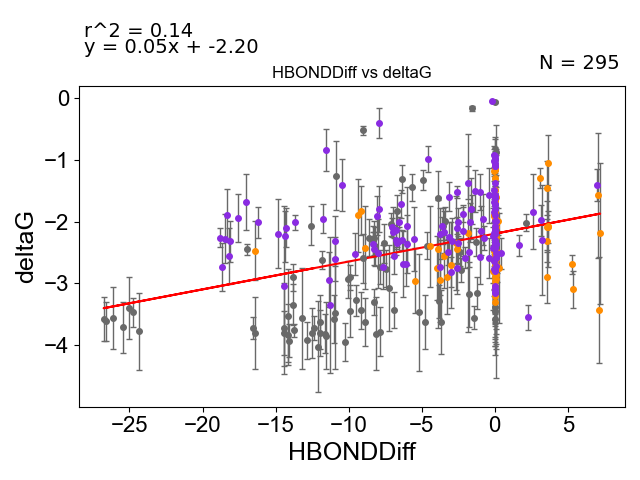 r^2 = 0.14
y = 0.05x + -2.20
N = 295
HBONDDiff vs deltaG
deltaG
0
−1
−2
−3
−4
−25
−20
−15
−10
−5
0
5
HBONDDiff